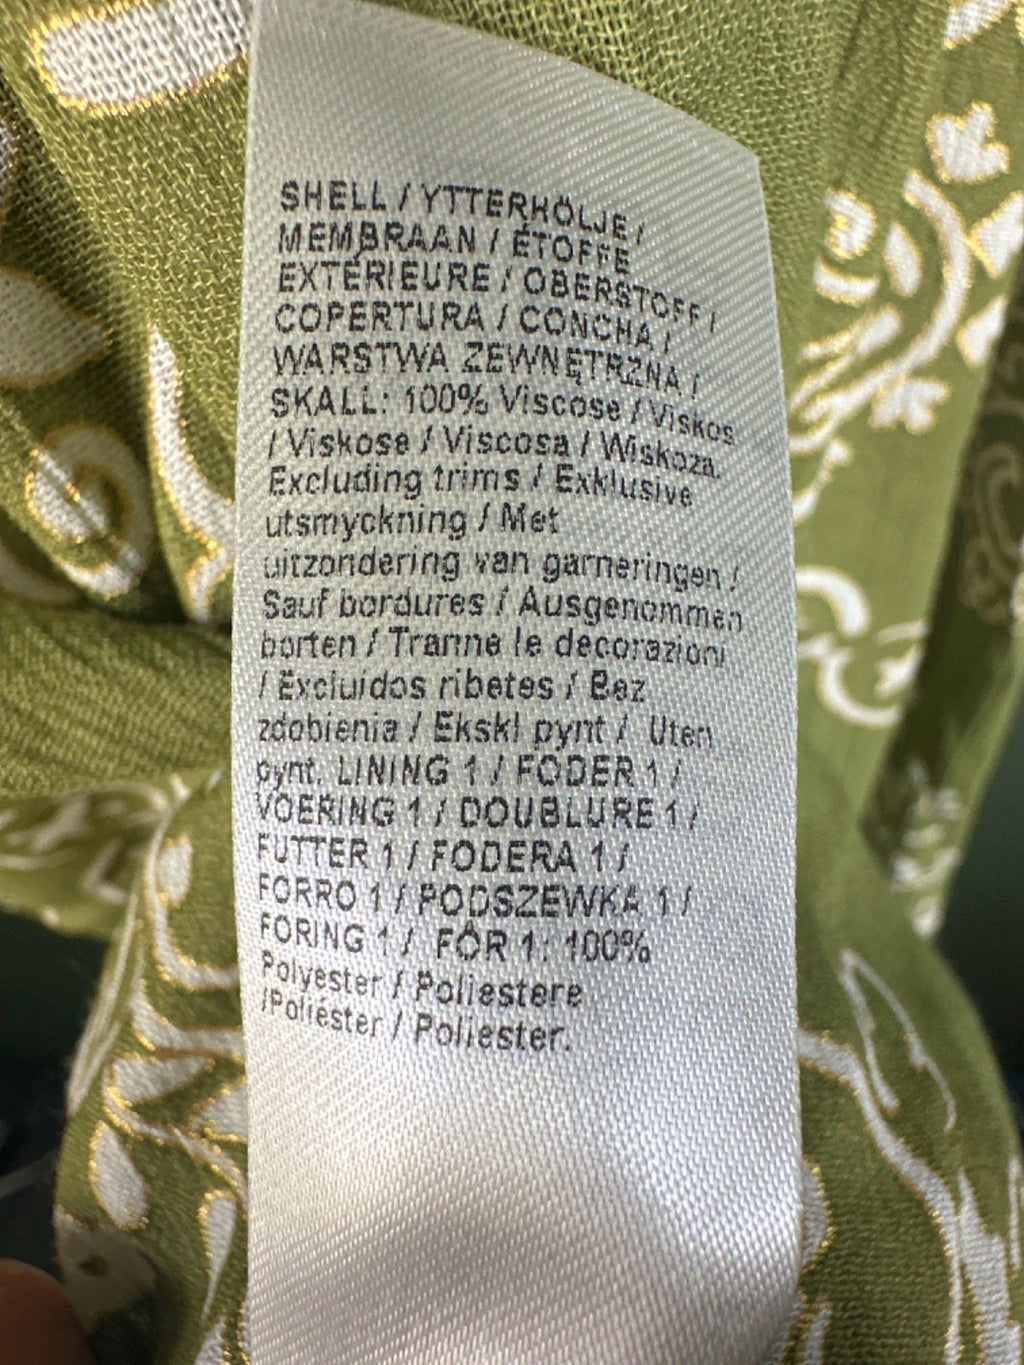 SHELL / YTTERHÖLJE /
MEMBRAAN / ÉTOFFE
EXTÉRIEURE / OBERSTOFF /
COPERTURA / CONCHA /
WARSTWA ZEWNĘTRZNA /
SKALL: 100% Viscose / Viskos
/ Viskose / Viscosa / Wiskoza.
Excluding trims / Exklusive
utsmyckning / Met
uitzondering van garneringen /
Sauf bordures / Ausgenommen
borten / Tranne le decorazioni
/ Excluidos ribetes / Bez
zdobienia / Ekskl pynt / Uten
pynt. LINING 1 / FODER 1 /
VOERING 1 / DOUBLURE 1 /
FUTTER 1 / FODERA 1 /
FORRO 1 / PODSZEWKA 1 /
FORING 1 / FÔR 1: 100%
Polyester / Poliestere
/Poliéster / Poliester.